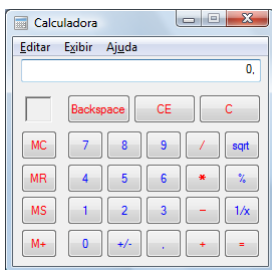 Calculadora
Editar Exibir Ajuda
0,
Backspace CE C
MC 7 8 9 / sqrt
MR 4 5 6 * %
MS 1 2 3 - 1/x
M+ 0 +/- . + =